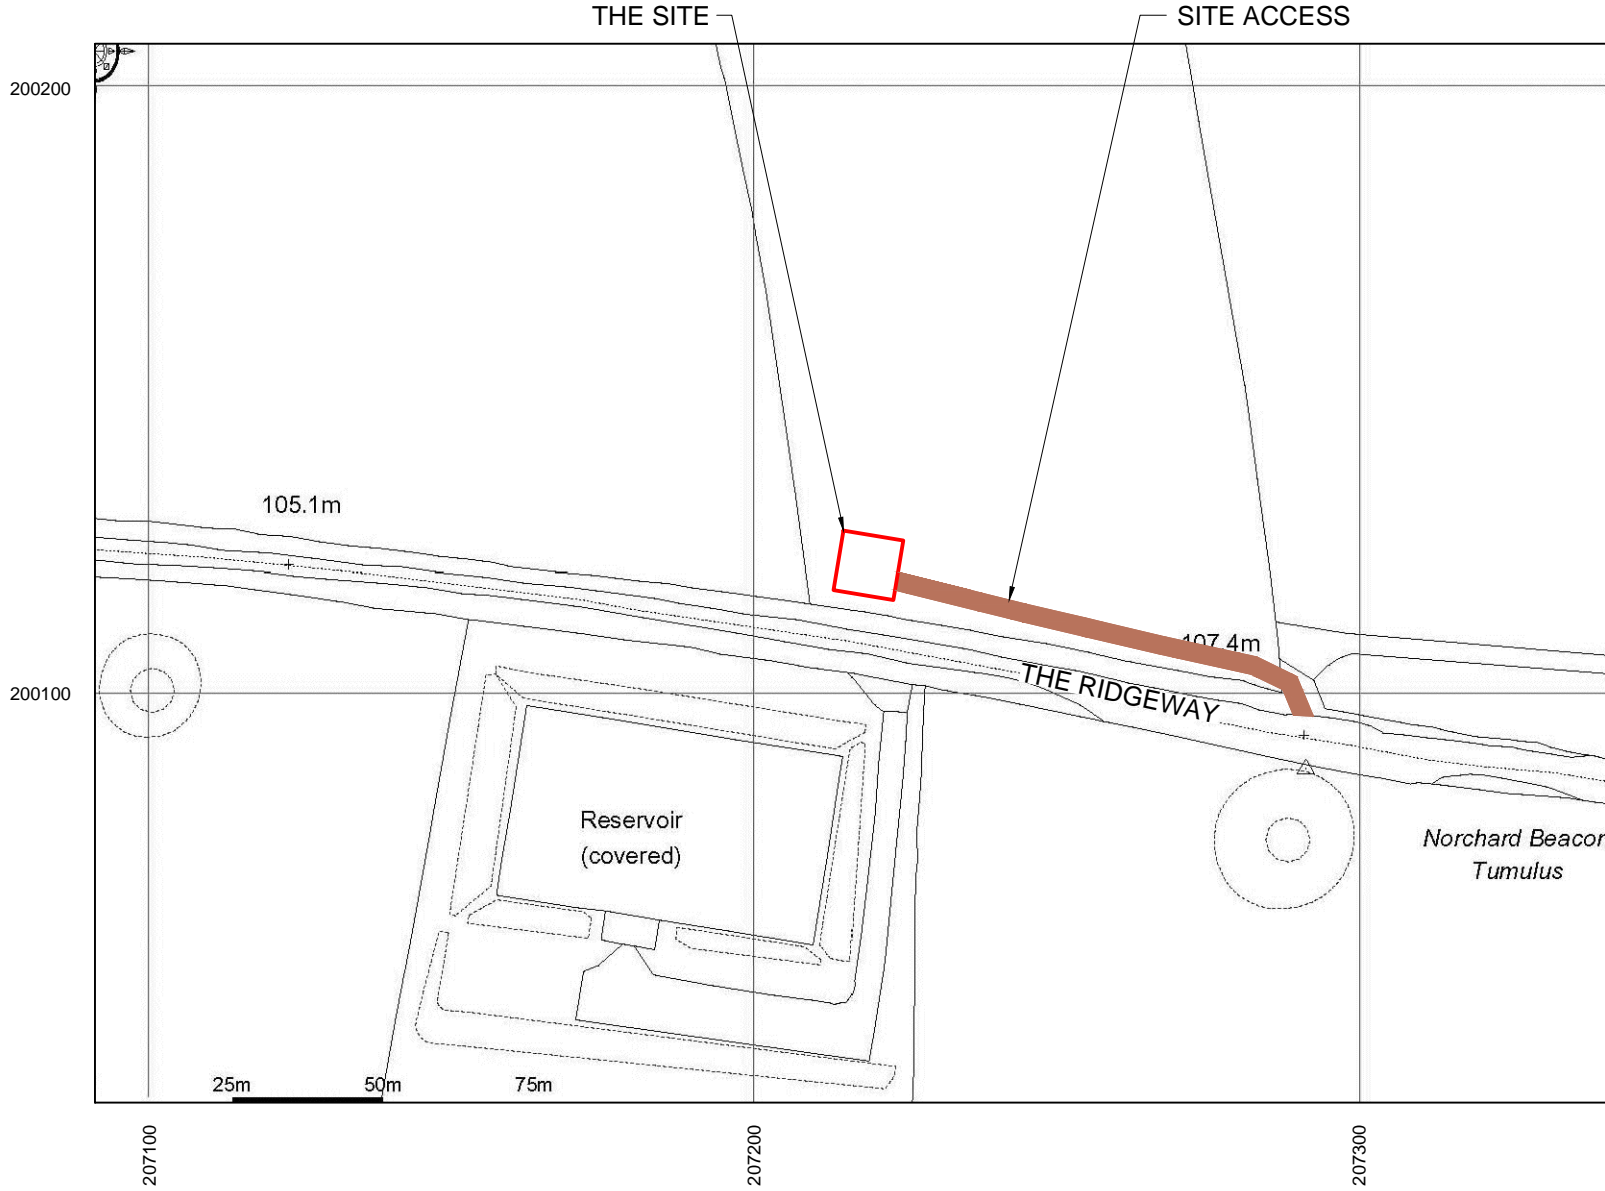 THE SITE
SITE ACCESS
200200
105.1m
107.4m
THE RIDGEWAY
200100
Reservoir
(covered)
Norchard Beacon
Tumulus
25m
50m
75m
207100
207200
207300